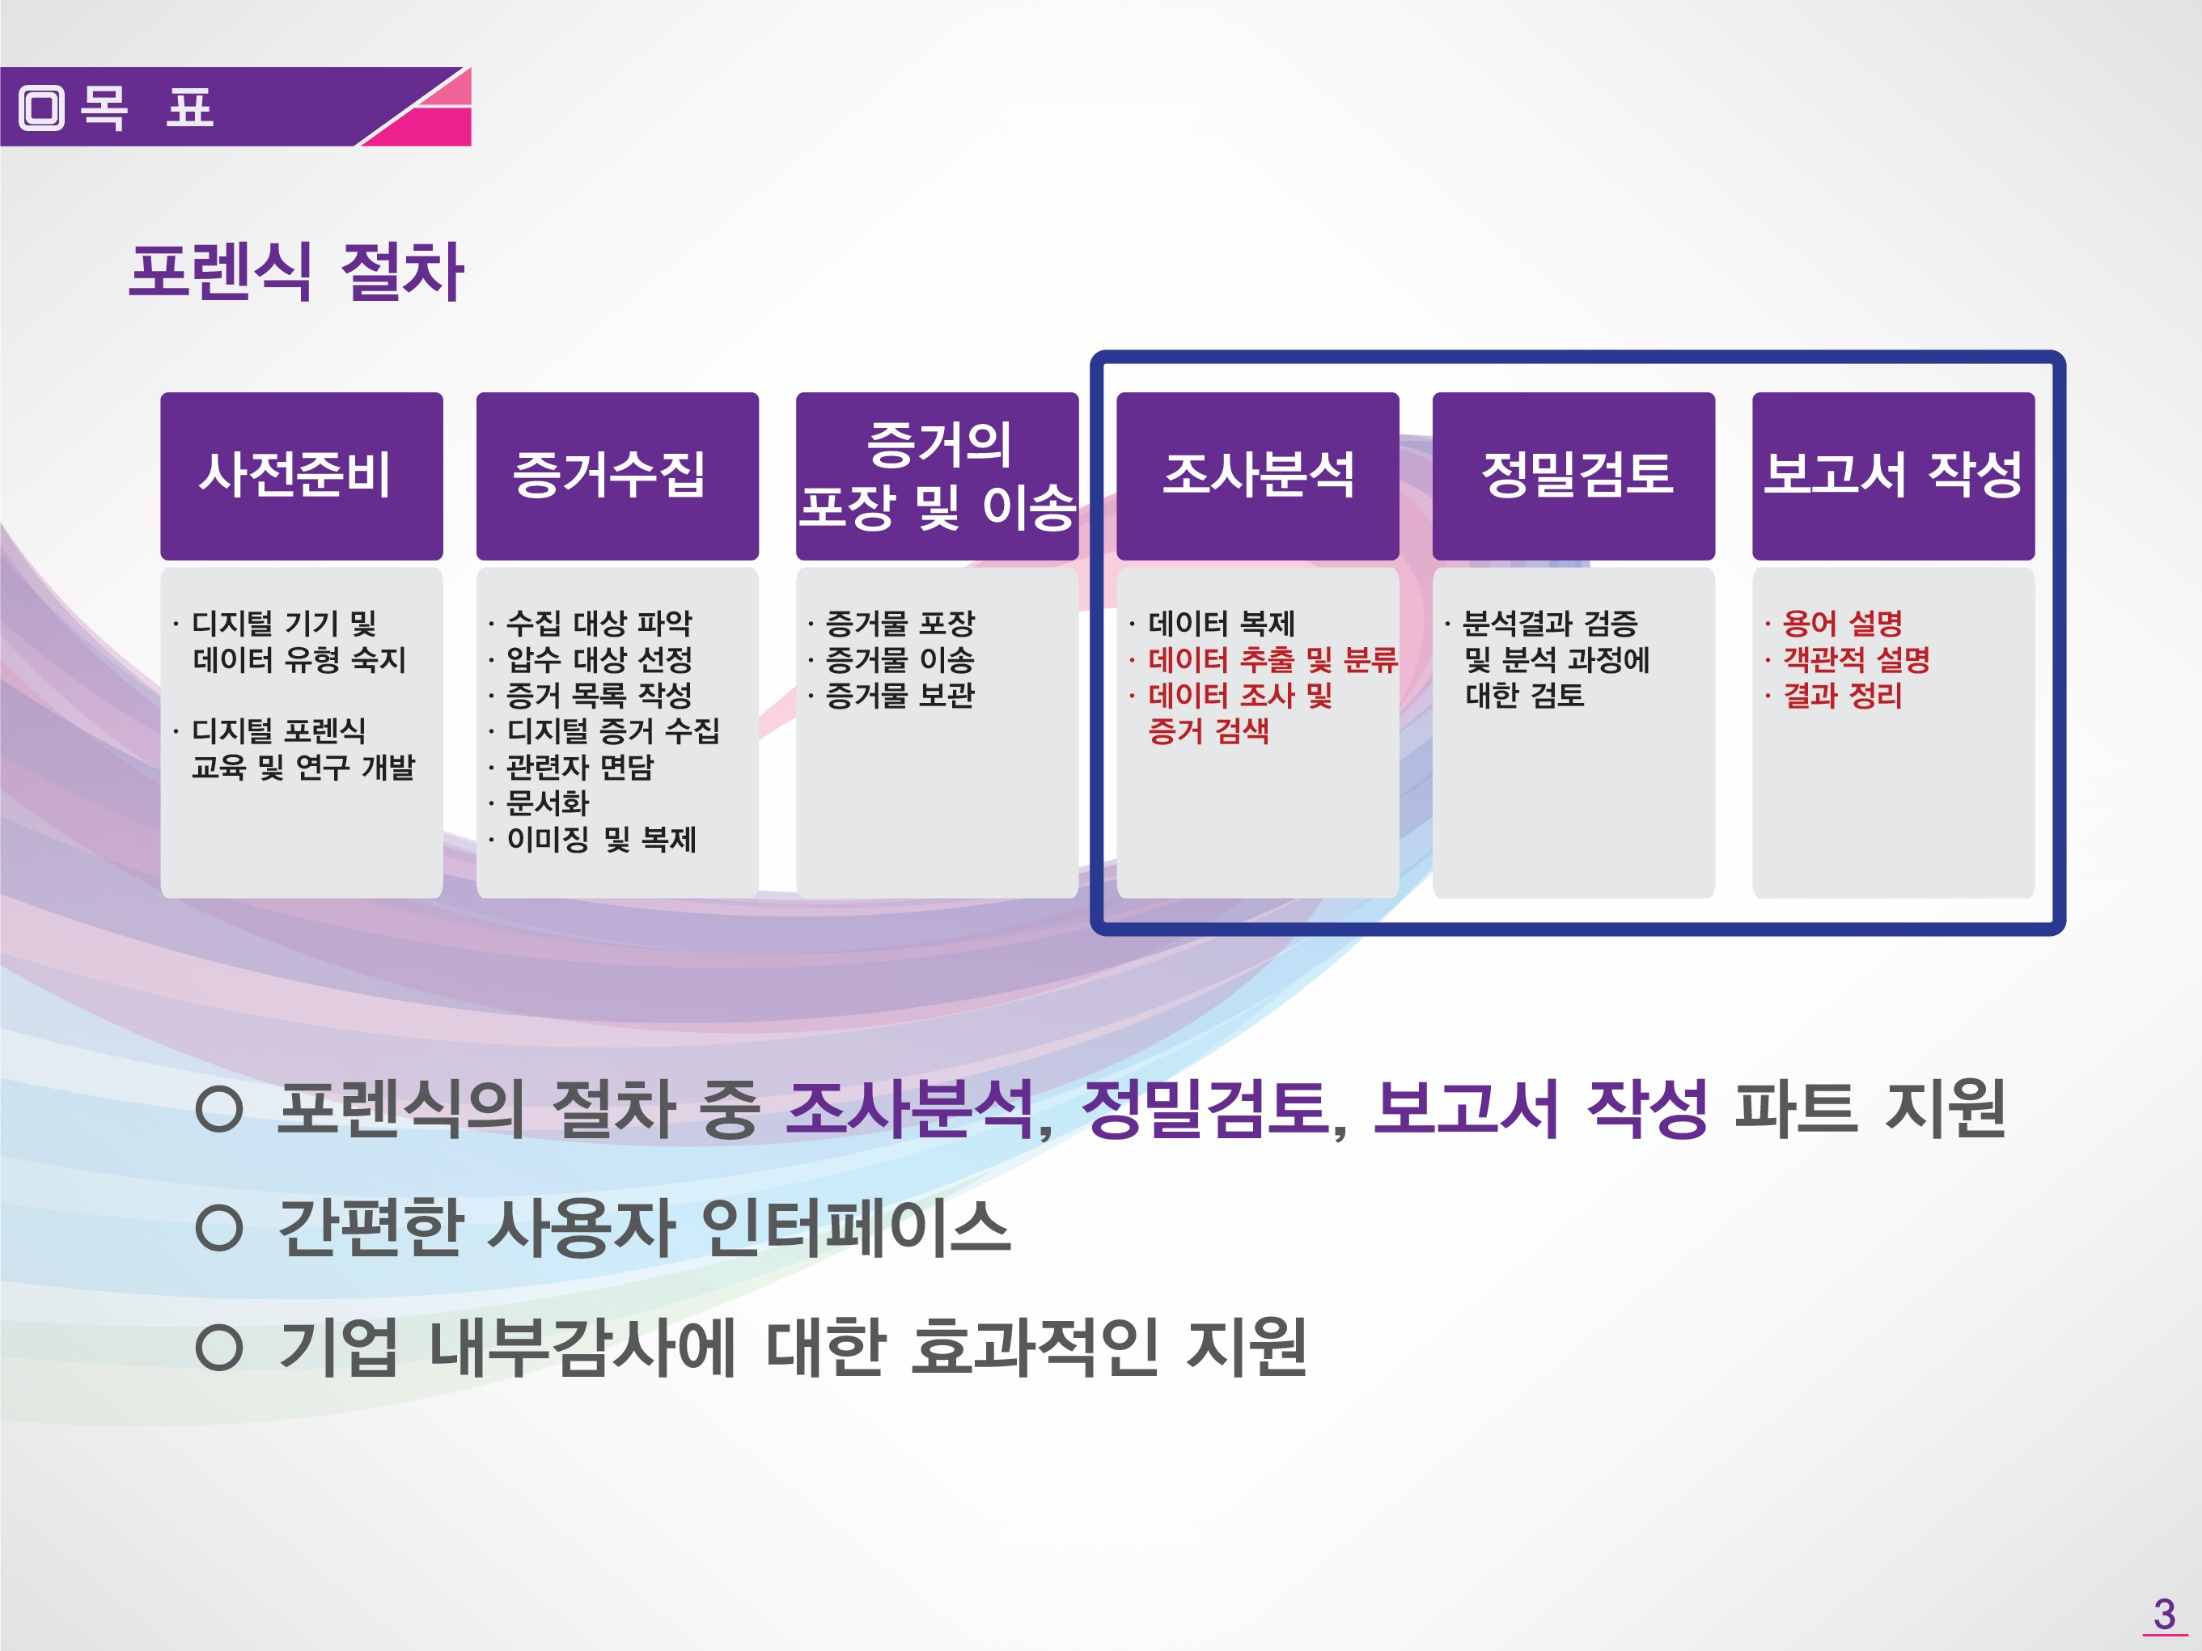 목 표
포렌식 절차
사전준비
· 디지털 기기 및
데이터 유형 숙지
· 디지털 포렌식
교육 및 연구 개발
증거수집
· 수집 대상 파악
· 압수 대상 선정
· 증거 목록 작성
· 디지털 증거 수집
· 관련자 면담
· 문서화
· 이미징 및 복제
증거의
포장 및 이송
· 증거물 포장
· 증거물 이송
· 증거물 보관
조사분석
· 데이터 복제
· 데이터 추출 및 분류
· 데이터 조사 및
증거 검색
정밀검토
· 분석결과 검증
및 분석 과정에
대한 검토
보고서 작성
· 용어 설명
· 객관적 설명
· 결과 정리
○ 포렌식의 절차 중 조사분석, 정밀검토, 보고서 작성 파트 지원
○ 간편한 사용자 인터페이스
○ 기업 내부감사에 대한 효과적인 지원
3